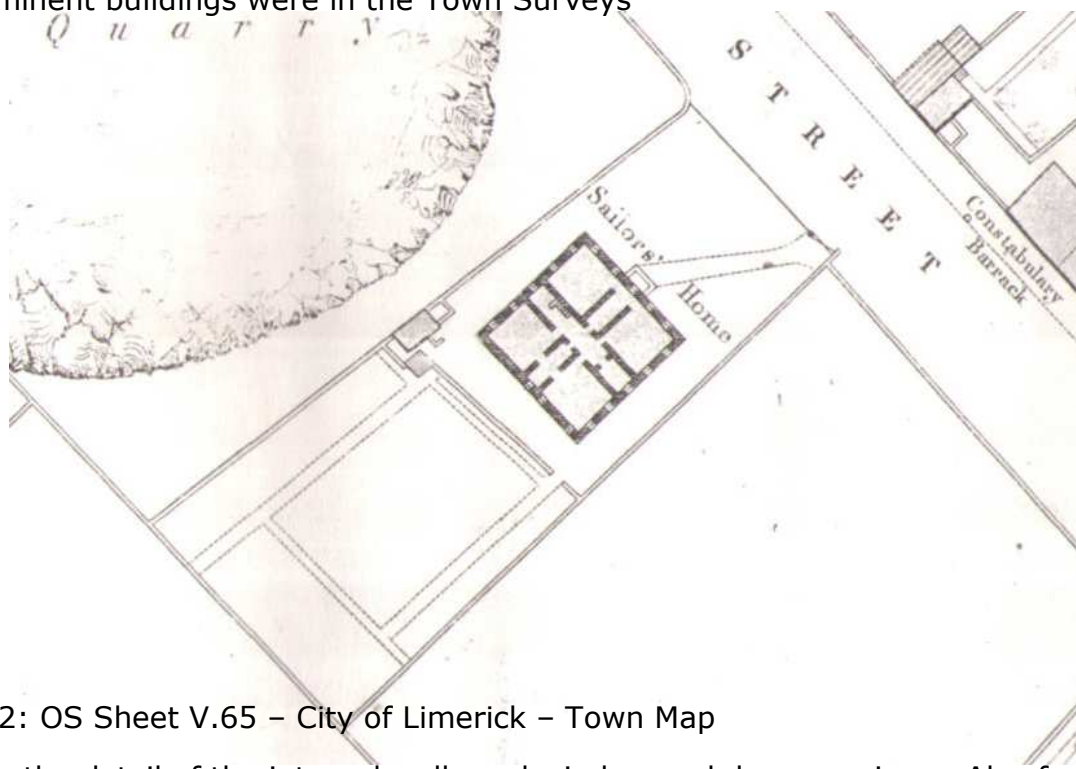 minent buildings were in the Town Surveys
Quarry
STREET
Sailors' Home
Constabulary
Barrack
2: OS Sheet V.65 – City of Limerick – Town Map